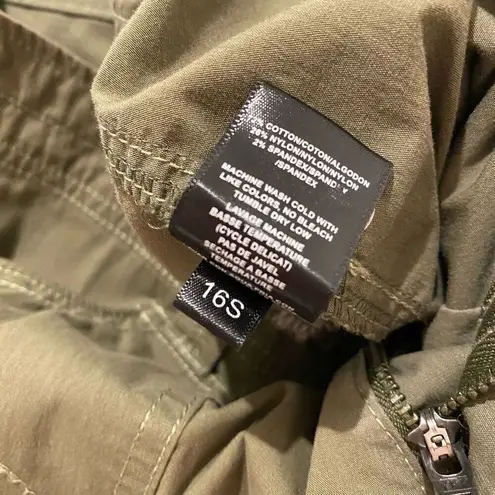 2% COTTON/COTON/ALGODON
26% NYLON/NYLON/NYLON
2% SPANDEX/SPAND
/SPANDEX
MACHINE WASH COLD WITH
LIKE COLORS. NO BLEACH
TUMBLE DRY LOW
LAVAGE MACHINE
BASSE TEMPERATURE
(CYCLE DELICAT)
PAS DE JAVEL
SECHAGE A BASSE
TEMPERATURE
16S